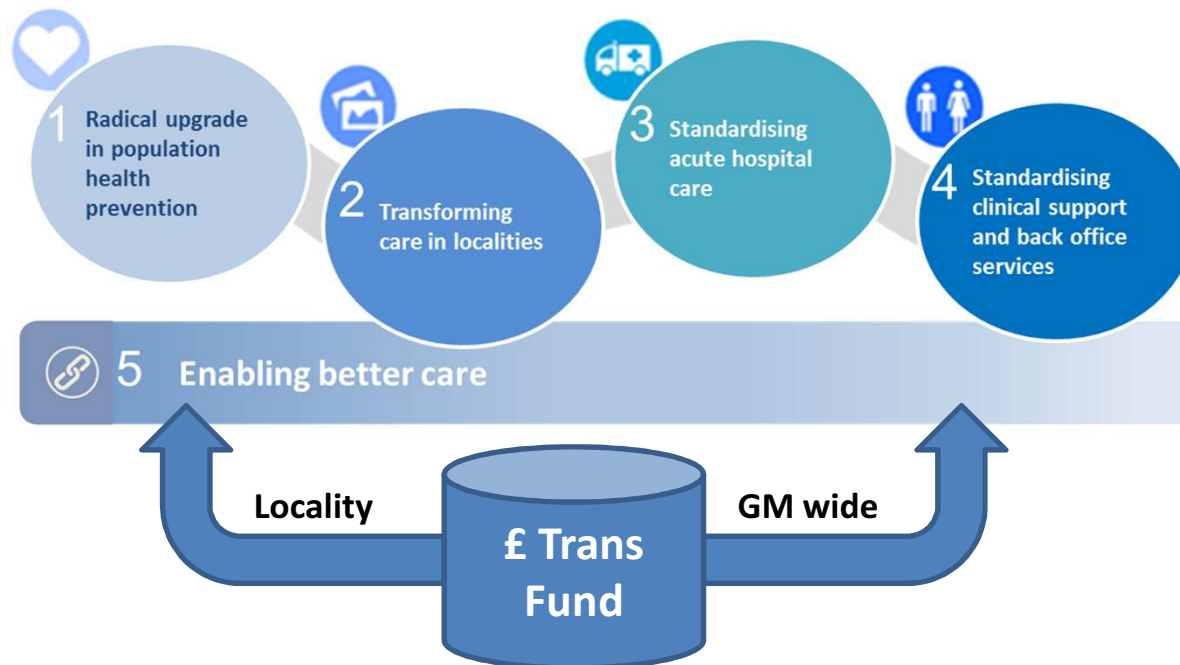 1
Radical upgrade
in population
health
prevention
2
Transforming
care in localities
3
Standardising
acute hospital
care
4
Standardising
clinical support
and back office
services
5 Enabling better care
Locality
GM wide
£ Trans
Fund